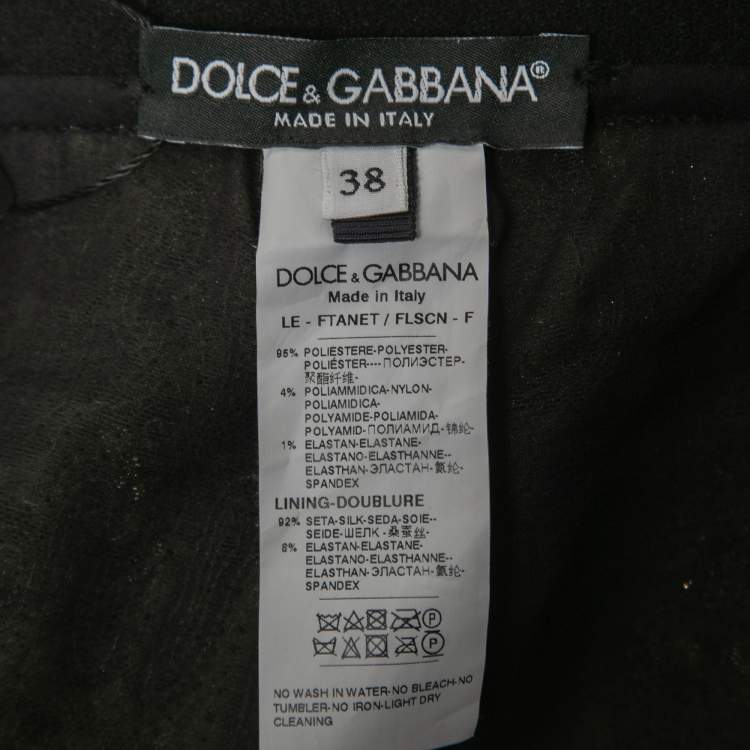 DOLCE & GABBANA®
MADE IN ITALY
38
DOLCE & GABBANA
Made in Italy
LE - FTANET / FLSCN - F
95% POLIESTERE-POLYESTER-
POLIÉSTER----ПОЛИЭСТЕР-
聚酯纤维-
4% POLIAMMIDICA-NYLON-
POLIAMIDICA-
POLYAMIDE-POLIAMIDA-
POLYAMID-ПОЛИАМИД-锦纶-
1% ELASTAN-ELASTANE-
ELASTANO-ELASTHANNE--
ELASTHAN-ЭЛАСТАН-氨纶-
SPANDEX
LINING-DOUBLURE
92% SETA-SILK-SEDA-SOIE--
SEIDE-ШЕЛК -桑蚕丝-
8% ELASTAN-ELASTANE-
ELASTANO-ELASTHANNE--
ELASTHAN-ЭЛАСТАН-氨纶-
SPANDEX
P
P
NO WASH IN WATER-NO BLEACH-NO
TUMBLER-NO IRON-LIGHT DRY
CLEANING